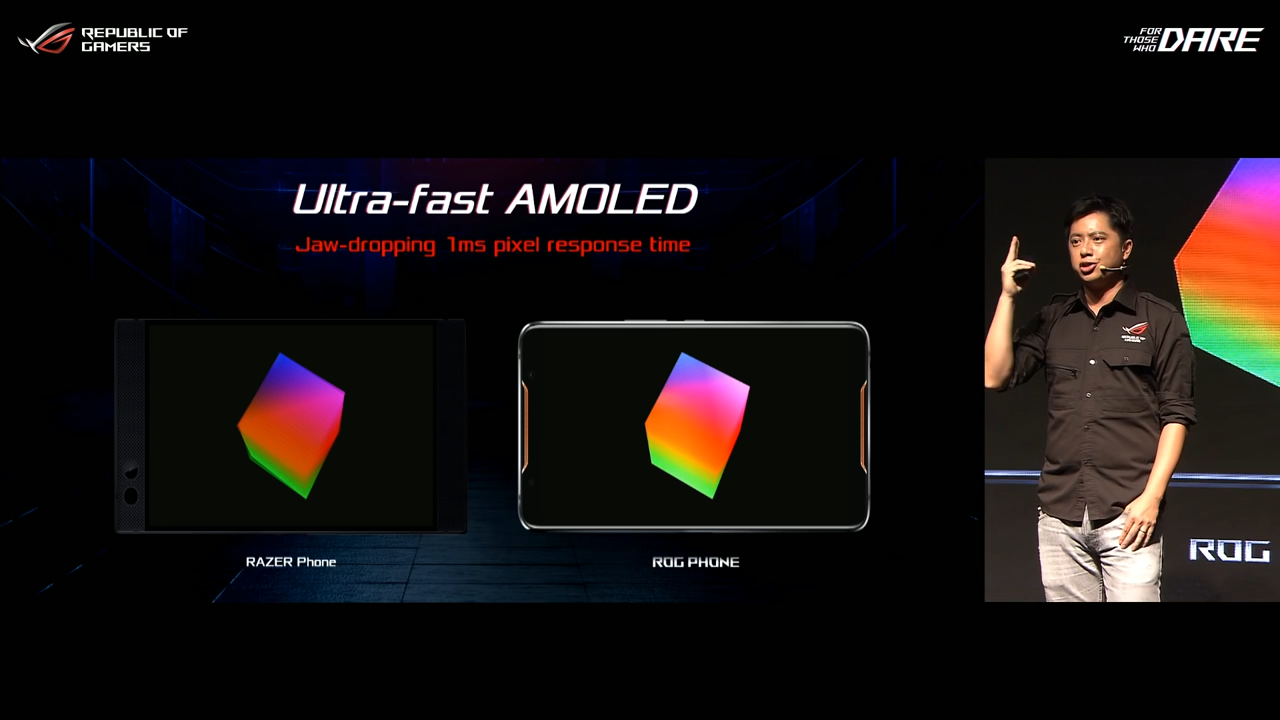 REPUBLIC OF
GAMERS
FOR
THOSE
WHO
DARE
Ultra-fast AMOLED
Jaw-dropping 1ms pixel response time
RAZER Phone
ROG PHONE
ROG